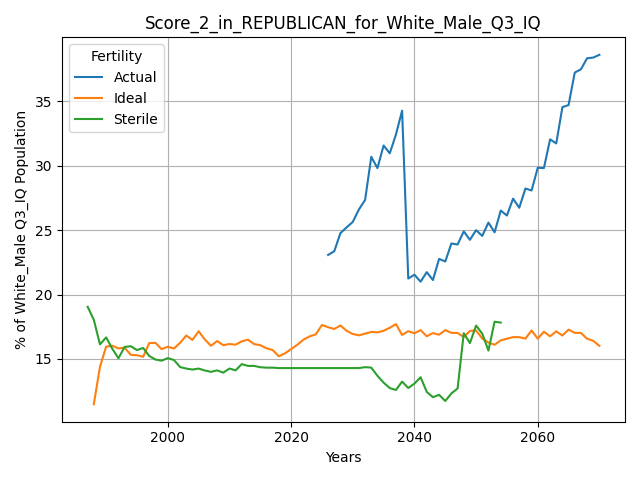 Score_2_in_REPUBLICAN_for_White_Male_Q3_IQ
Fertility
Actual
Ideal
Sterile
% of White_Male Q3_IQ Population
35
30
25
20
15
2000 2020 2040 2060
Years